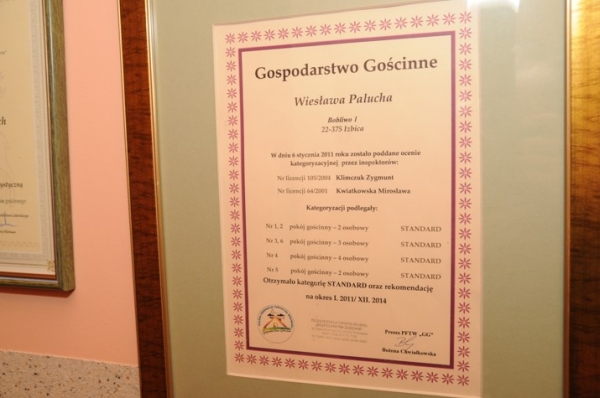 Gospodarstwo Gościnne
Wiesława Palucha
Bobliwo 1
22-375 Izbica
W dniu 6 stycznia 2011 roku zostało poddane ocenie
kategoryzacyjnej przez inspektorów:
Nr licencji 105/2004 Klimczuk Zygmunt
Nr licencji 64/2001 Kwiatkowska Mirosława
Kategoryzacji podlegały:
Nr 1, 2 pokój gościnny – 2 osobowy STANDARD
Nr 3, 6 pokój gościnny – 3 osobowy STANDARD
Nr 4 pokój gościnny – 4 osobowy STANDARD
Nr 5 pokój gościnny – 2 osobowy STANDARD
Otrzymało kategorię STANDARD oraz rekomendację
na okres I. 2011/ XII. 2014
Prezes PFTW „GG"
Bożena Chwiałkowska